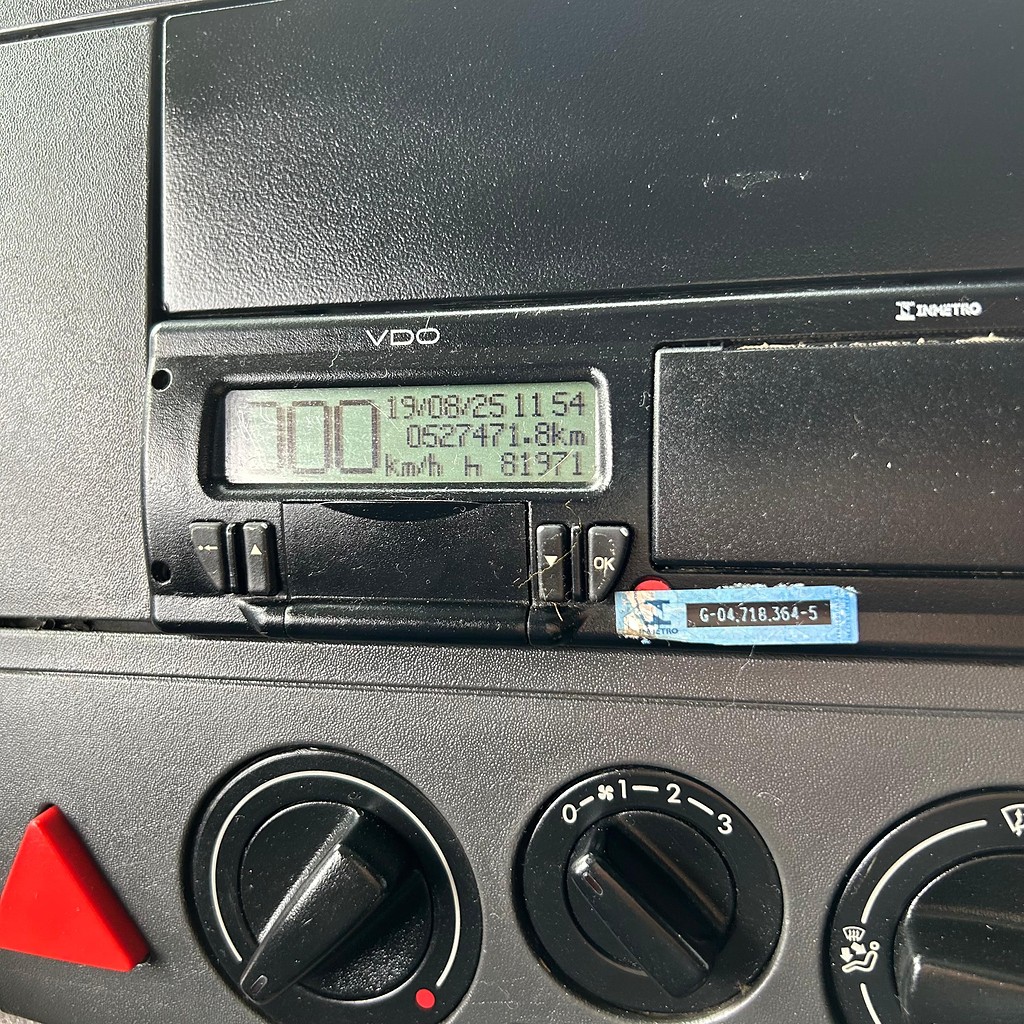 VDO
INMETRO
000
19/08/25 11 54
0527471.8km
km/h h 81971
OK
INMETRO
G-04.718.364-5
0 1 2 3